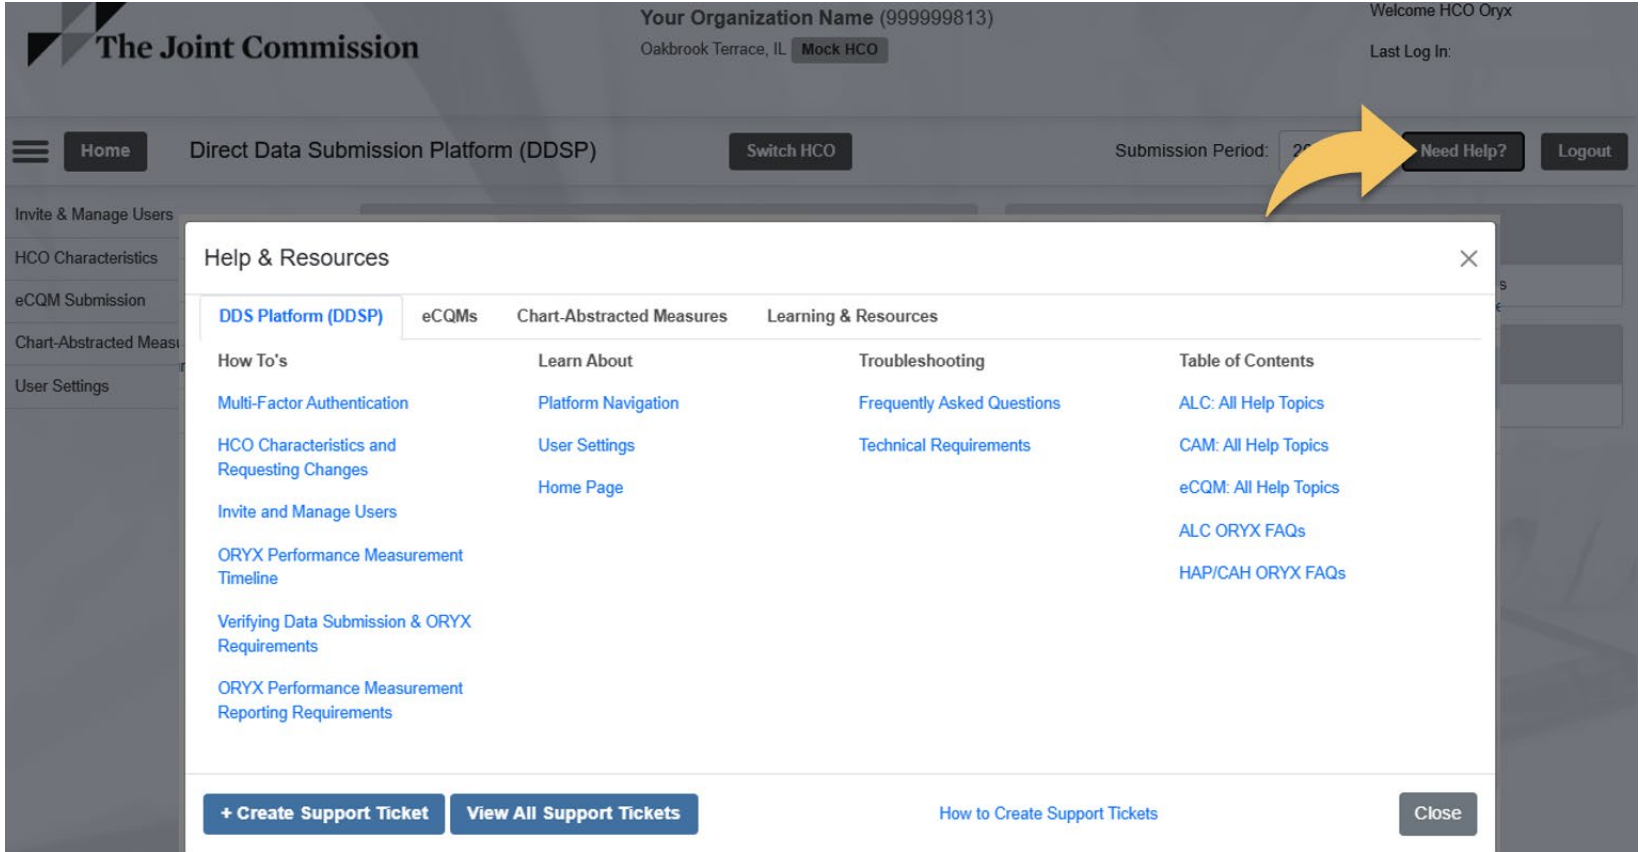 The Joint Commission
Your Organization Name (999999813)
Oakbrook Terrace, IL Mock HCO
Welcome HCO Oryx
Last Log In:
Home
Direct Data Submission Platform (DDSP)
Switch HCO
Submission Period:
Need Help?
Logout
Invite & Manage Users
HCO Characteristics
eCQM Submission
Chart-Abstracted
User Settings
Help & Resources
DDS Platform (DDSP)
eCQMs
Chart-Abstracted Measures
Learning & Resources
How To's
Multi-Factor Authentication
HCO Characteristics and
Requesting Changes
Invite and Manage Users
ORYX Performance Measurement
Timeline
Verifying Data Submission & ORYX
Requirements
ORYX Performance Measurement
Reporting Requirements
Learn About
Platform Navigation
User Settings
Home Page
Troubleshooting
Frequently Asked Questions
Technical Requirements
Table of Contents
ALC: All Help Topics
CAM: All Help Topics
eCQM: All Help Topics
ALC ORYX FAQs
HAP/CAH ORYX FAQs
+ Create Support Ticket
View All Support Tickets
How to Create Support Tickets
Close